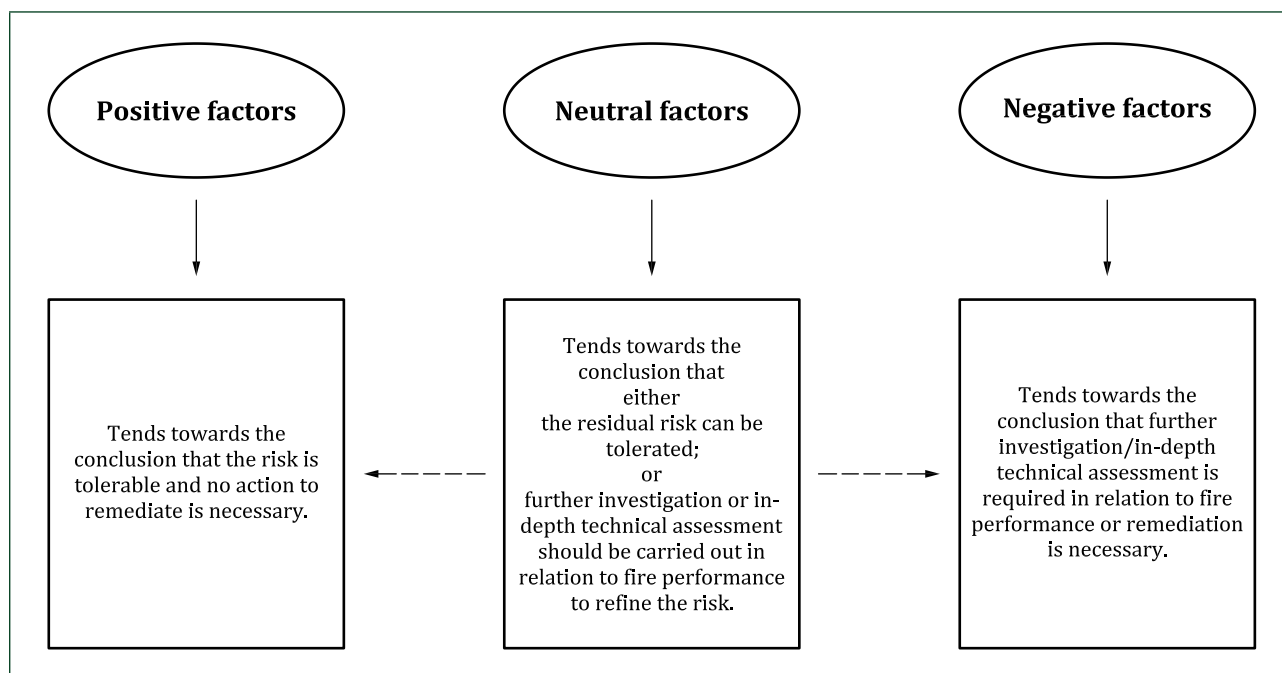 Positive factors
Neutral factors
Negative factors
Tends towards the
conclusion that the risk is
tolerable and no action to
remediate is necessary.
Tends towards the
conclusion that
either
the residual risk can be
tolerated;
or
further investigation or in-
depth technical assessment
should be carried out in
relation to fire performance
to refine the risk.
Tends towards the
conclusion that further
investigation/in-depth
technical assessment is
required in relation to fire
performance or remediation
is necessary.